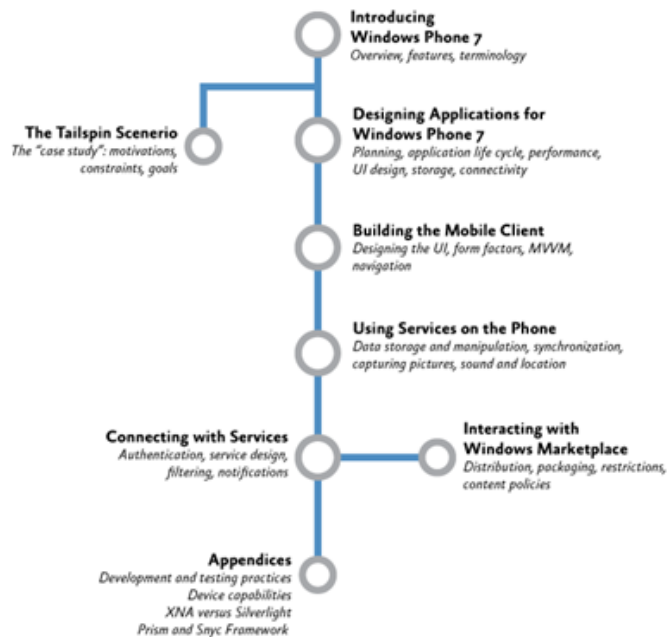 Introducing
Windows Phone 7
Overview, features, terminology
The Tailspin Scenerio
The "case study": motivations,
constraints, goals
Designing Applications for
Windows Phone 7
Planning, application life cycle, performance,
UI design, storage, connectivity
Building the Mobile Client
Designing the UI, form factors, MVVM,
navigation
Using Services on the Phone
Data storage and manipulation, synchronization,
capturing pictures, sound and location
Connecting with Services
Authentication, service design,
filtering, notifications
Interacting with
Windows Marketplace
Distribution, packaging, restrictions,
content policies
Appendices
Development and testing practices
Device capabilities
XNA versus Silverlight
Prism and Snyc Framework